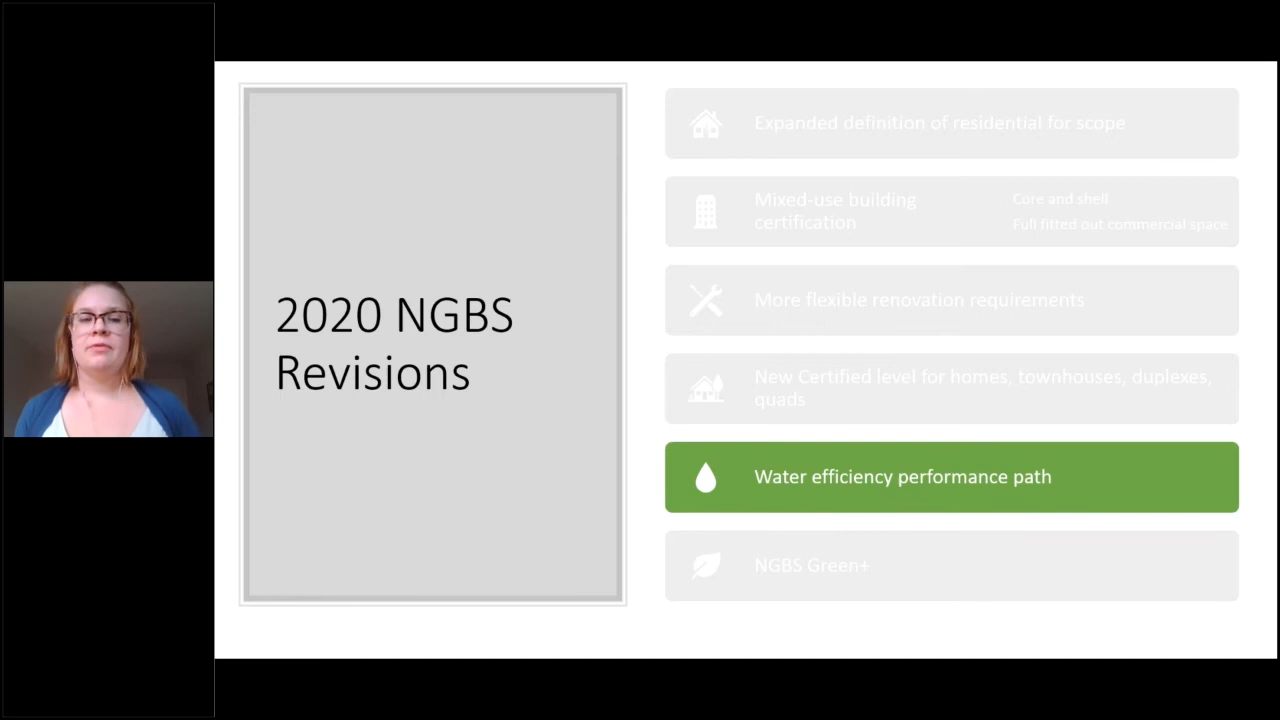 2020 NGBS
Revisions
Expanded definition of residential for scope
Mixed-use building
certification
Core and shell
Full fitted out commercial space
More flexible renovation requirements
New Certified level for homes, townhouses, duplexes,
quads
Water efficiency performance path
NGBS Green+